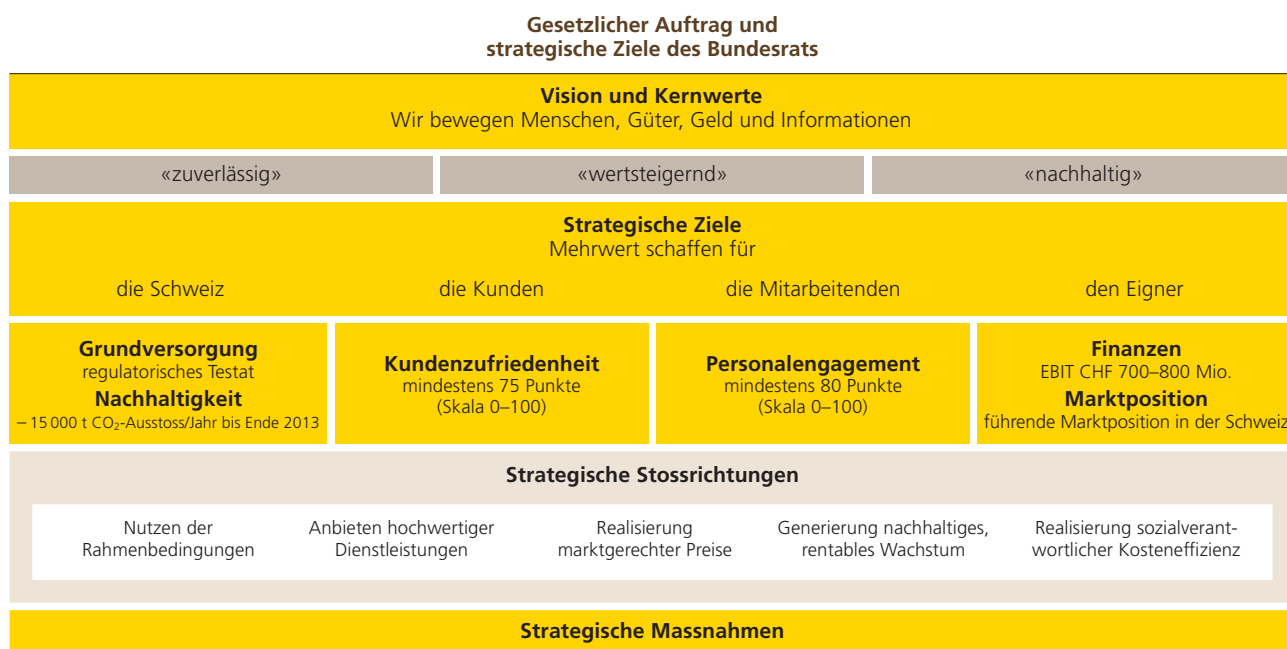 Gesetzlicher Auftrag und
strategische Ziele des Bundesrats
Vision und Kernwerte
Wir bewegen Menschen, Güter, Geld und Informationen
«zuverlässig»
«wertsteigernd»
«nachhaltig»
Strategische Ziele
Mehrwert schaffen für
die Schweiz
die Kunden
die Mitarbeitenden
den Eigner
Grundversorgung
regulatorisches Testat
Nachhaltigkeit
– 15 000 t CO₂-Ausstoss/Jahr bis Ende 2013
Kundenzufriedenheit
mindestens 75 Punkte
(Skala 0–100)
Personalengagement
mindestens 80 Punkte
(Skala 0–100)
Finanzen
EBIT CHF 700–800 Mio.
Marktposition
führende Marktposition in der Schweiz
Strategische Stossrichtungen
Nutzen der
Rahmenbedingungen
Anbieten hochwertiger
Dienstleistungen
Realisierung
marktgerechter Preise
Generierung nachhaltiges,
rentables Wachstum
Realisierung sozialverant-
wortlicher Kosteneffizienz
Strategische Massnahmen